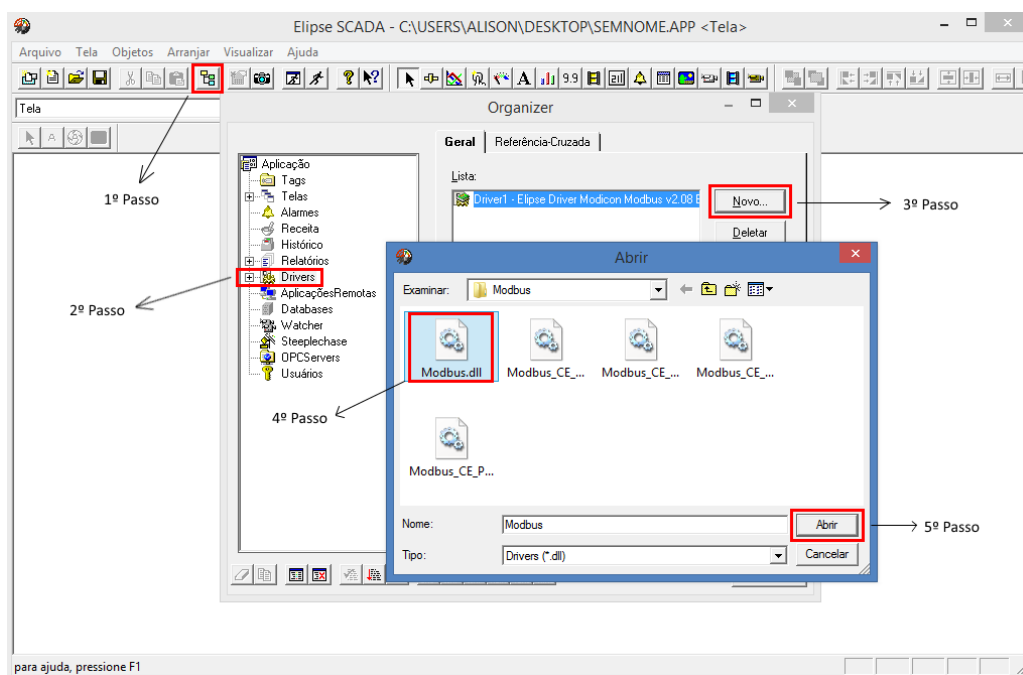 Elipse SCADA - C:\USERS\ALISON\DESKTOP\SEMNOME.APP <Tela>
Arquivo Tela Objetos Arranjar Visualizar Ajuda
A 9.9
Tela
A
1º Passo
Organizer
Geral Referência-Cruzada
Aplicação
Tags
Telas
Alarmes
Receita
Histórico
Relatórios
Drivers
AplicaçõesRemotas
Databases
Watcher
Steeplechase
OPCServers
Usuários
2º Passo
Lista:
Driver1 - Elipse Driver Modicon Modbus v2.08
Novo...
Deletar
3º Passo
Abrir
Examinar: Modbus
Modbus.dll Modbus_CE_... Modbus_CE_... Modbus_CE_...
4º Passo
Modbus_CE_P...
Nome: Modbus Abrir
5º Passo
Tipo: Drivers (*.dll) Cancelar
para ajuda, pressione F1